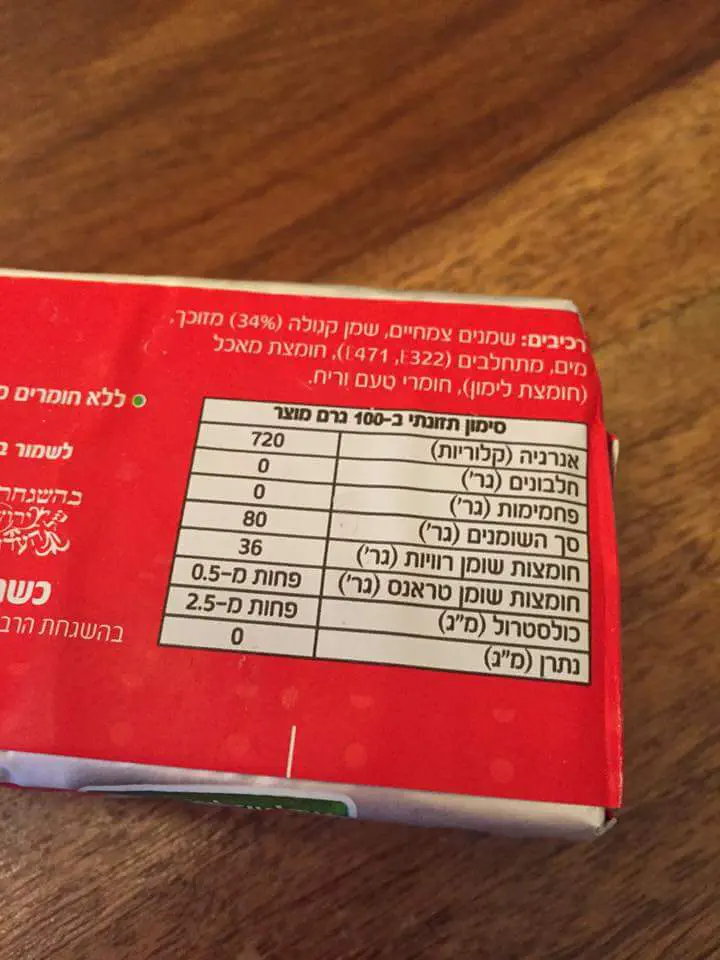 רכיבים: שמנים צמחיים, שמן קנולה (34%) מזוכך,
מים, מתחלבים (E322, E471), חומצת מאכל
(חומצת לימון), חומרי טעם וריח.
סימון תזונתי ב-100 גרם מוצר
אנרגיה (קלוריות) 720
חלבונים (גר') 0
פחמימות (גר') 0
סך השומנים (גר') 80
חומצות שומן רוויות (גר') 36
חומצות שומן טראנס (גר') פחות מ-0.5
כולסטרול (מ"ג) פחות מ-2.5
נתרן (מ"ג) 0
ללא חומרים
לשמור
בהשגחת
בהשגחת הרב